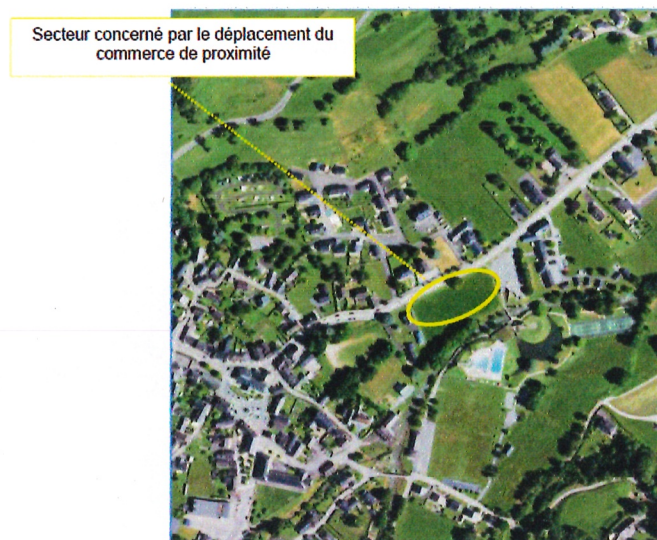 Secteur concerné par le déplacement du
commerce de proximité